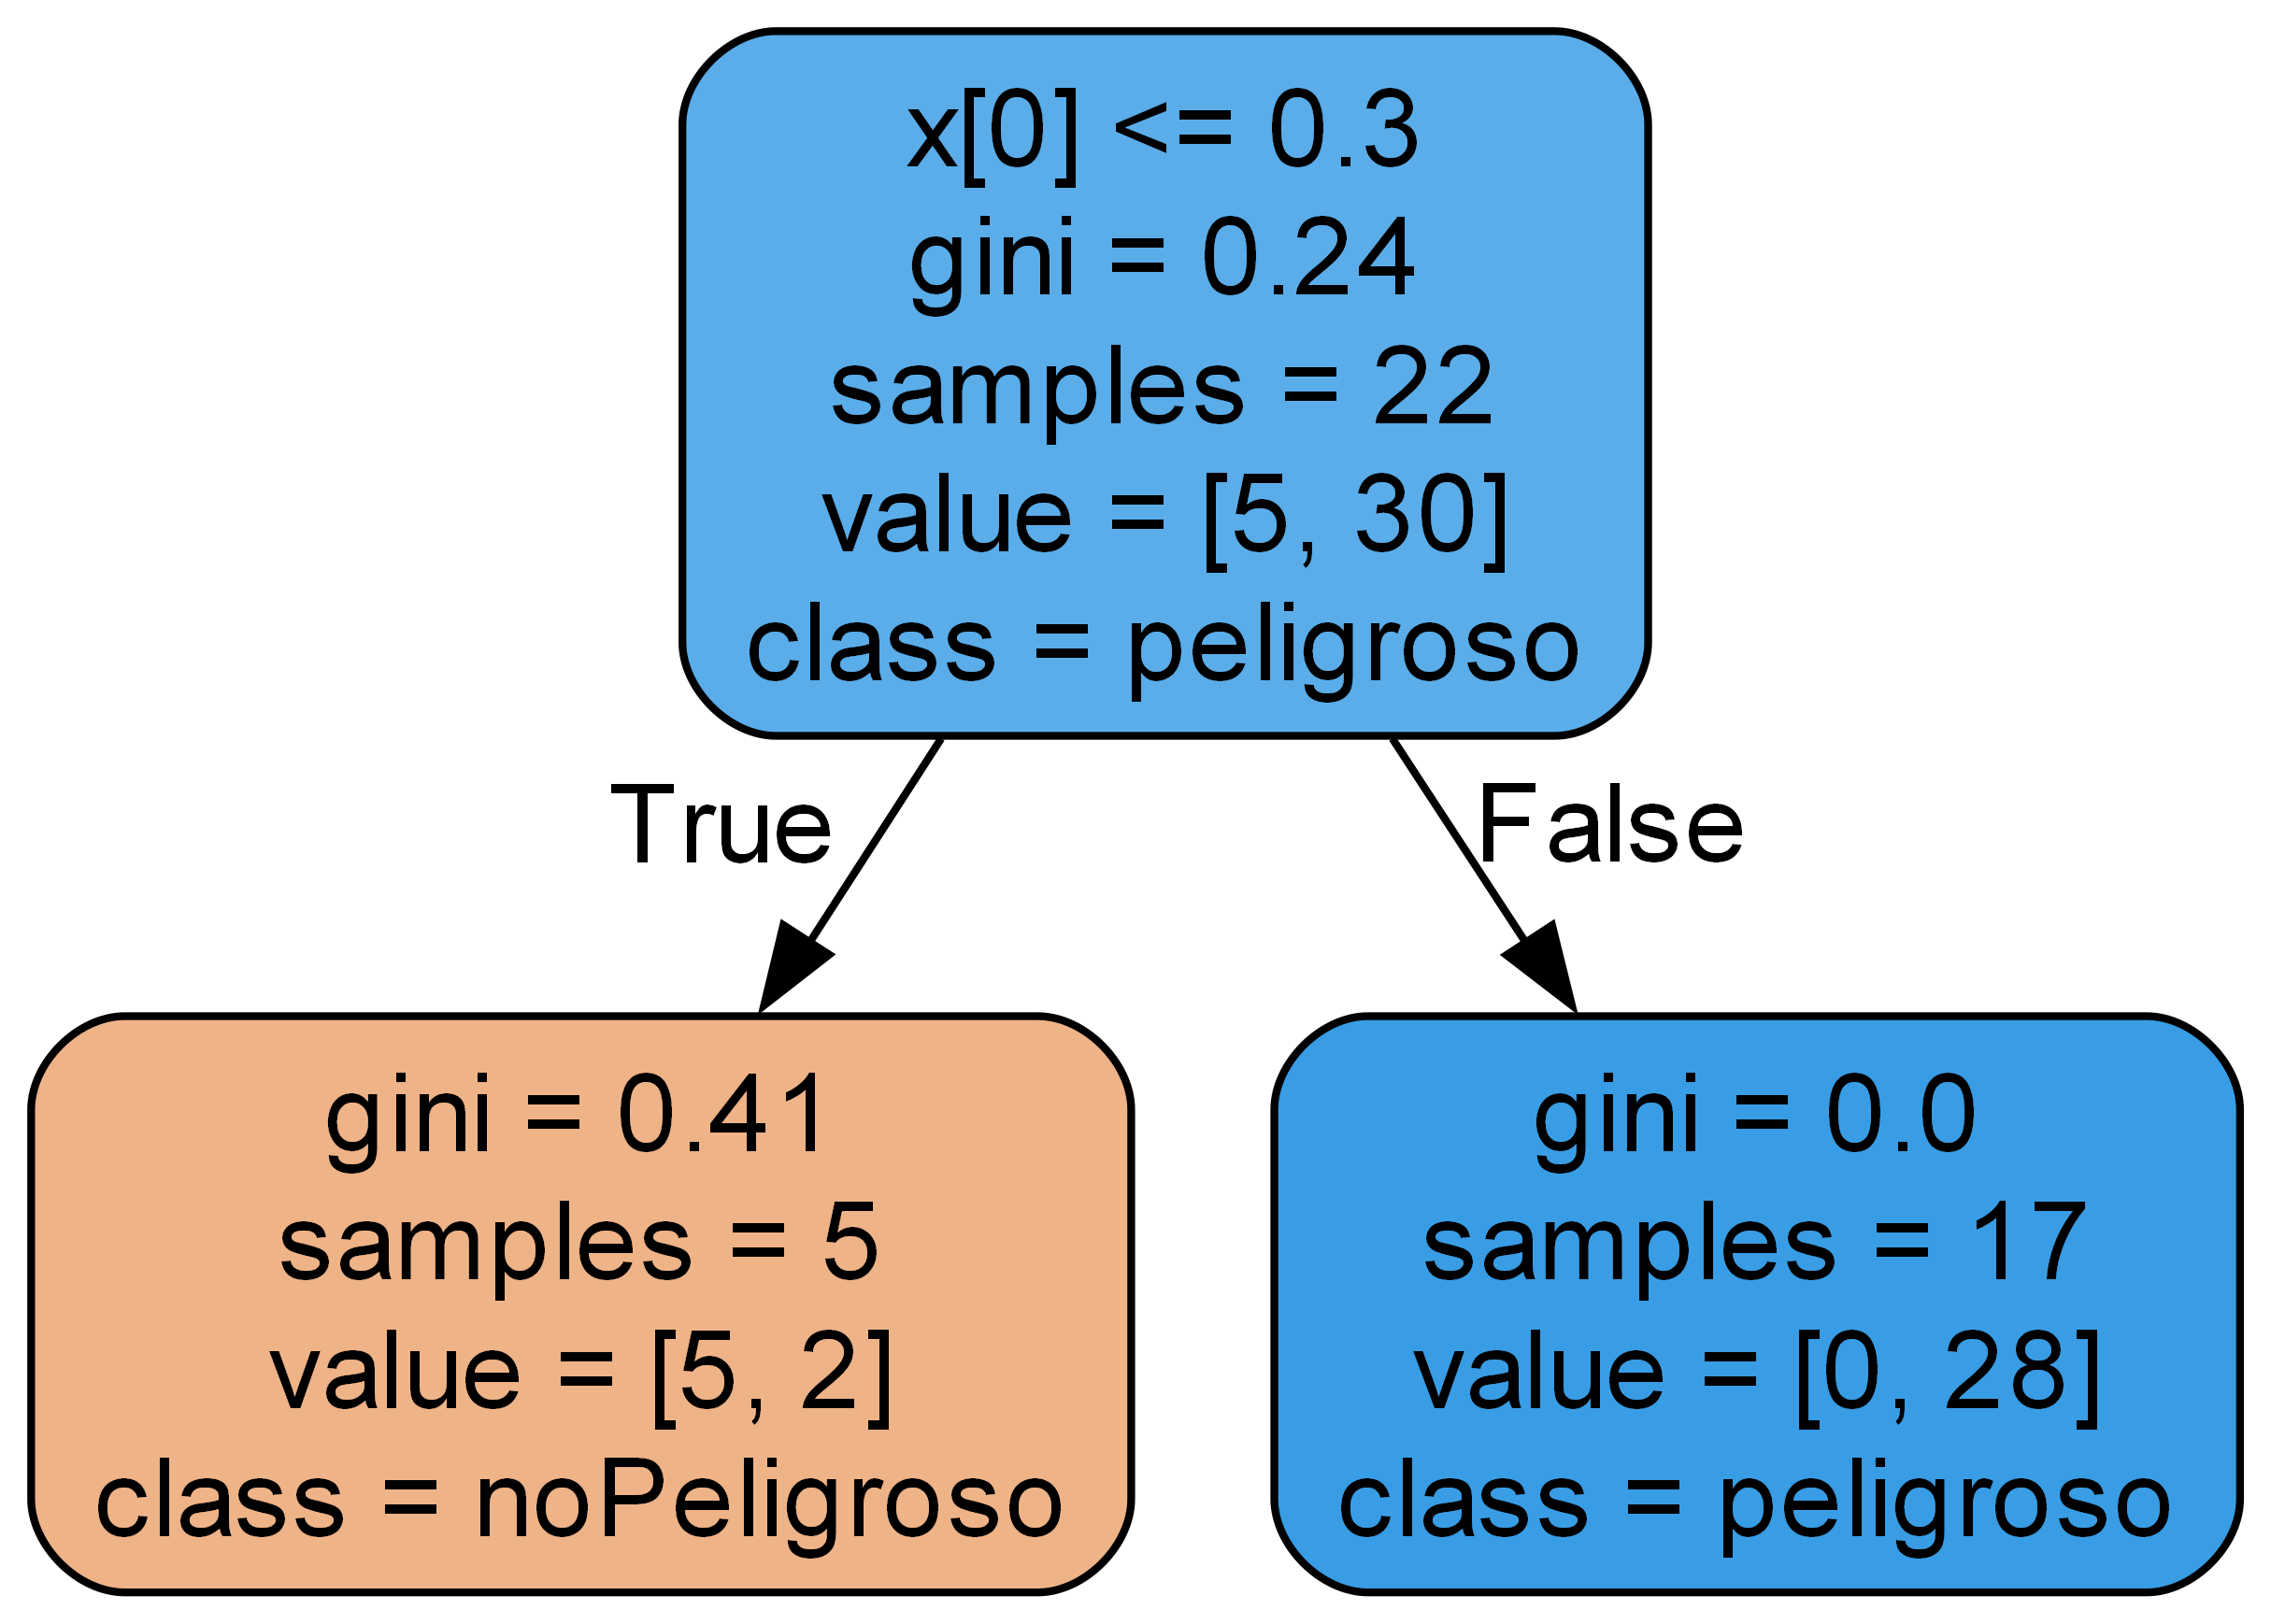 x[0] <= 0.3
gini = 0.24
samples = 22
value = [5, 30]
class = peligroso
True
False
gini = 0.41
samples = 5
value = [5, 2]
class = noPeligroso
gini = 0.0
samples = 17
value = [0, 28]
class = peligroso